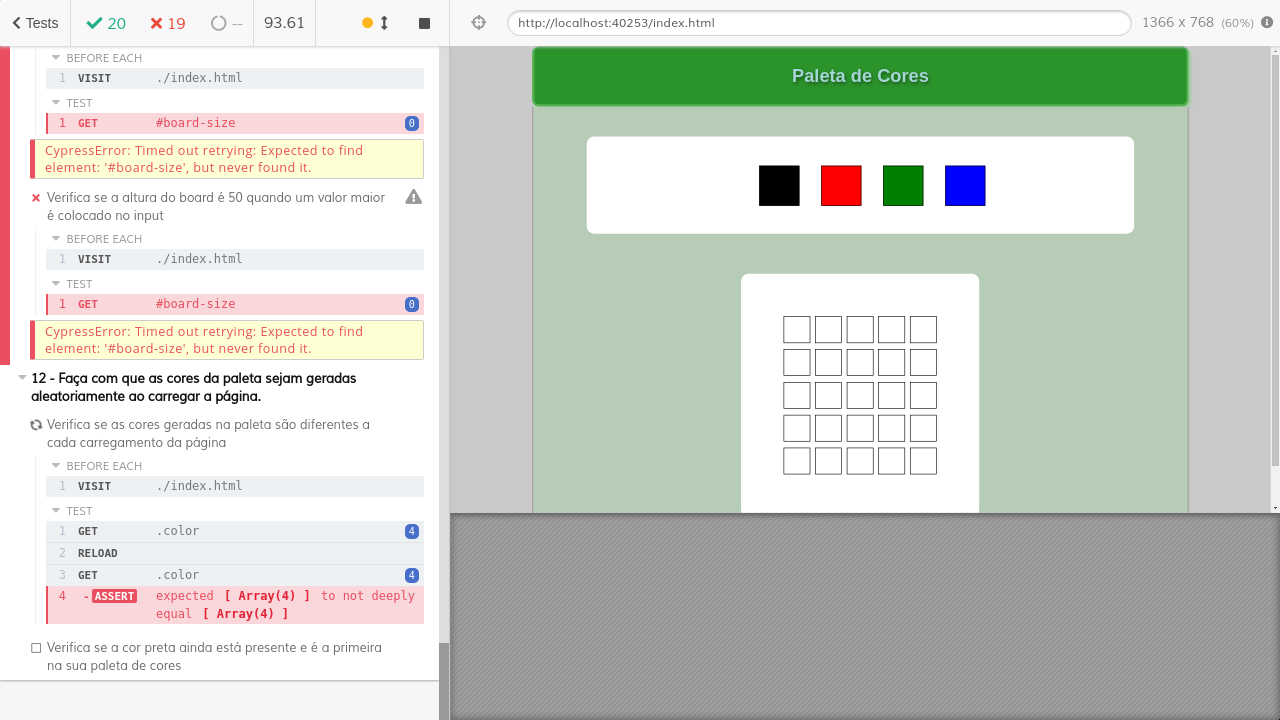 Tests
20
19
--
93.61
http://localhost:40253/index.html
1366 x 768 (60%)
BEFORE EACH
1 VISIT ./index.html
TEST
1 GET #board-size 0
CypressError: Timed out retrying: Expected to find
element: '#board-size', but never found it.
Verifica se a altura do board é 50 quando um valor maior
é colocado no input
BEFORE EACH
1 VISIT ./index.html
TEST
1 GET #board-size 0
CypressError: Timed out retrying: Expected to find
element: '#board-size', but never found it.
12 - Faça com que as cores da paleta sejam geradas
aleatoriamente ao carregar a página.
Verifica se as cores geradas na paleta são diferentes a
cada carregamento da página
BEFORE EACH
1 VISIT ./index.html
TEST
1 GET .color 4
2 RELOAD
3 GET .color 4
4 -ASSERT expected [ Array(4) ] to not deeply
equal [ Array(4) ]
Verifica se a cor preta ainda está presente e é a primeira
na sua paleta de cores
Paleta de Cores